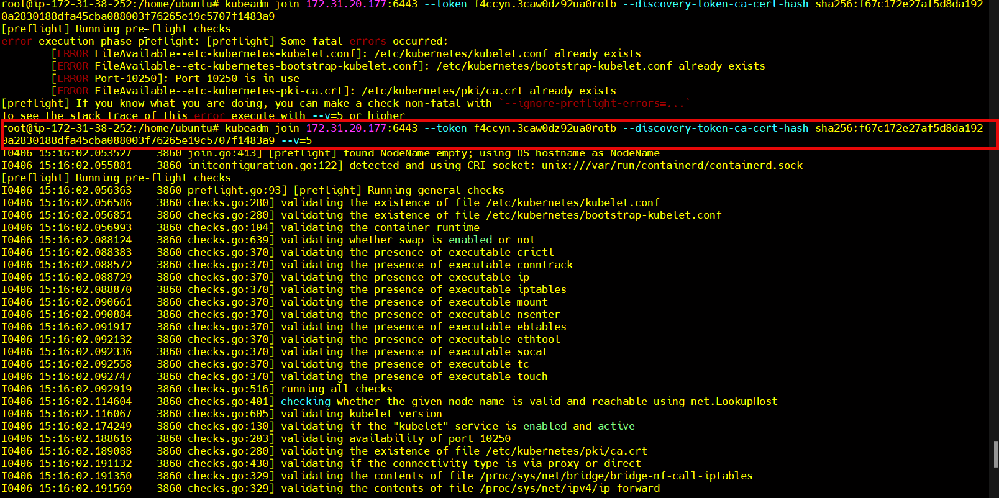 root@ip-172-31-38-252:/home/ubuntu# kubeadm join 172.31.20.177:6443 --token f4ccyn.3caw0dz92ua0rotb --discovery-token-ca-cert-hash sha256:f67c172e27af5d8da192
0a2830188dfa45cba088003f76265e19c5707f1483a9
[preflight] Running pre-flight checks
error execution phase preflight: [preflight] Some fatal errors occurred:
        [ERROR FileAvailable--etc-kubernetes-kubelet.conf]: /etc/kubernetes/kubelet.conf already exists
        [ERROR FileAvailable--etc-kubernetes-bootstrap-kubelet.conf]: /etc/kubernetes/bootstrap-kubelet.conf already exists
        [ERROR Port-10250]: Port 10250 is in use
        [ERROR FileAvailable--etc-kubernetes-pki-ca.crt]: /etc/kubernetes/pki/ca.crt already exists
[preflight] If you know what you are doing, you can make a check non-fatal with `--ignore-preflight-errors=...`
To see the stack trace of this error execute with --v=5 or higher
root@ip-172-31-38-252:/home/ubuntu# kubeadm join 172.31.20.177:6443 --token f4ccyn.3caw0dz92ua0rotb --discovery-token-ca-cert-hash sha256:f67c172e27af5d8da192
0a2830188dfa45cba088003f76265e19c5707f1483a9 --v=5
I0406 15:16:02.053527    3860 join.go:413] [preflight] found NodeName empty; using OS hostname as NodeName
I0406 15:16:02.055881    3860 initconfiguration.go:122] detected and using CRI socket: unix:///var/run/containerd/containerd.sock
[preflight] Running pre-flight checks
I0406 15:16:02.056363    3860 preflight.go:93] [preflight] Running general checks
I0406 15:16:02.056586    3860 checks.go:280] validating the existence of file /etc/kubernetes/kubelet.conf
I0406 15:16:02.056851    3860 checks.go:280] validating the existence of file /etc/kubernetes/bootstrap-kubelet.conf
I0406 15:16:02.056993    3860 checks.go:104] validating the container runtime
I0406 15:16:02.088124    3860 checks.go:639] validating whether swap is enabled or not
I0406 15:16:02.088383    3860 checks.go:370] validating the presence of executable crictl
I0406 15:16:02.088572    3860 checks.go:370] validating the presence of executable conntrack
I0406 15:16:02.088729    3860 checks.go:370] validating the presence of executable ip
I0406 15:16:02.088870    3860 checks.go:370] validating the presence of executable iptables
I0406 15:16:02.090661    3860 checks.go:370] validating the presence of executable mount
I0406 15:16:02.090884    3860 checks.go:370] validating the presence of executable nsenter
I0406 15:16:02.091917    3860 checks.go:370] validating the presence of executable ebtables
I0406 15:16:02.092132    3860 checks.go:370] validating the presence of executable ethtool
I0406 15:16:02.092336    3860 checks.go:370] validating the presence of executable socat
I0406 15:16:02.092558    3860 checks.go:370] validating the presence of executable tc
I0406 15:16:02.092747    3860 checks.go:370] validating the presence of executable touch
I0406 15:16:02.092919    3860 checks.go:516] running all checks
I0406 15:16:02.114604    3860 checks.go:401] checking whether the given node name is valid and reachable using net.LookupHost
I0406 15:16:02.116067    3860 checks.go:605] validating kubelet version
I0406 15:16:02.174249    3860 checks.go:130] validating if the "kubelet" service is enabled and active
I0406 15:16:02.188616    3860 checks.go:203] validating availability of port 10250
I0406 15:16:02.189088    3860 checks.go:280] validating the existence of file /etc/kubernetes/pki/ca.crt
I0406 15:16:02.191132    3860 checks.go:430] validating if the connectivity type is via proxy or direct
I0406 15:16:02.191350    3860 checks.go:329] validating the contents of file /proc/sys/net/bridge/bridge-nf-call-iptables
I0406 15:16:02.191569    3860 checks.go:329] validating the contents of file /proc/sys/net/ipv4/ip_forward